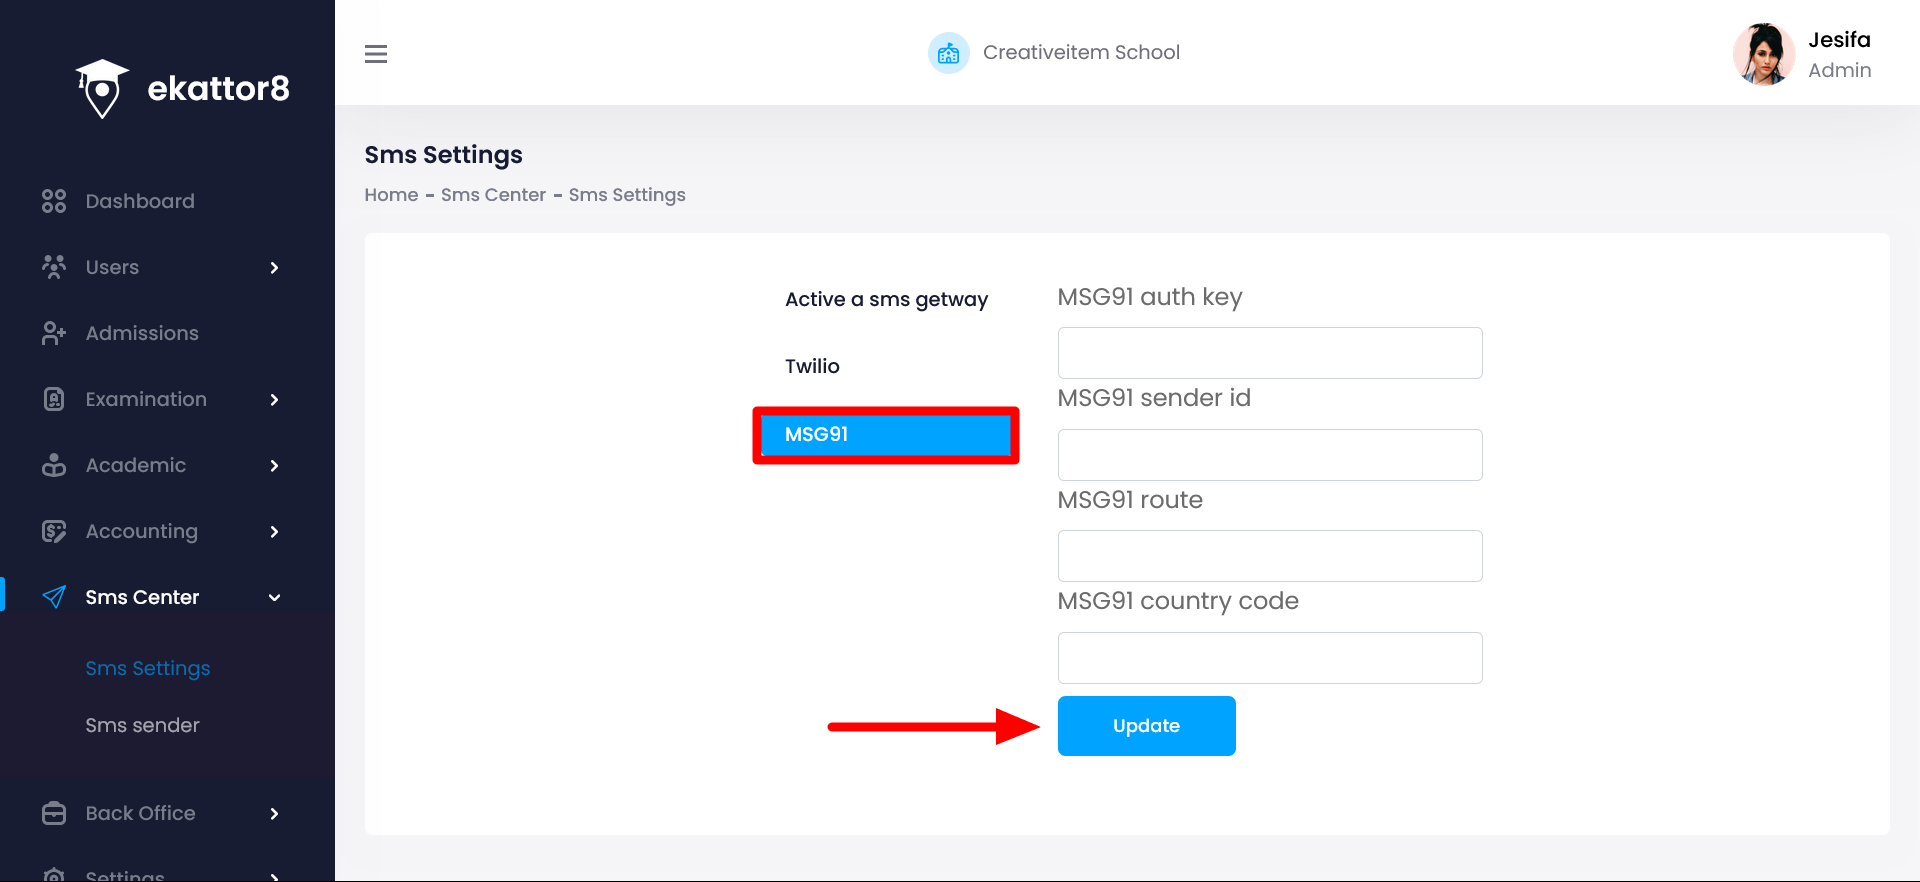 ekattor8
Dashboard
Users
Admissions
Examination
Academic
Accounting
Sms Center
Sms Settings
Sms sender
Back Office
Settings
Creativeitem School
Jesifa
Admin
Sms Settings
Home - Sms Center - Sms Settings
Active a sms getway
Twilio
MSG91
MSG91 auth key
MSG91 sender id
MSG91 route
MSG91 country code
Update